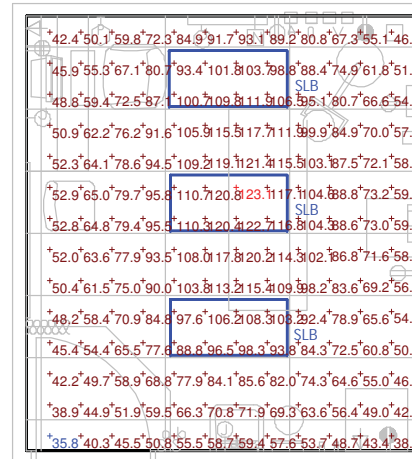 42.4 50.1 59.8 72.3 84.9 91.7 93.1 89.2 80.8 67.3 55.1 46.
45.9 55.3 67.1 80.7 93.4 101.8 103.7 98.8 88.4 74.9 61.8 51.
SLB
48.8 59.4 72.5 87.1 100.7 109.8 111.9 106.5 95.1 80.7 66.6 54.
50.9 62.2 76.2 91.6 105.9 115.5 117.7 111.9 99.9 84.9 70.0 57.
52.3 64.1 78.6 94.5 109.2 119.1 121.4 115.5 103.1 87.5 72.1 58.
52.9 65.0 79.7 95.8 110.7 120.8 123.1 117.1 104.6 88.8 73.2 59.
SLB
52.8 64.8 79.4 95.5 110.3 120.4 122.7 116.8 104.3 88.6 73.0 59.
52.0 63.6 77.9 93.5 108.0 117.8 120.2 114.3 102.1 86.8 71.6 58.
50.4 61.5 75.0 90.0 103.8 113.2 115.4 109.9 98.2 83.6 69.2 56.
48.2 58.4 70.9 84.8 97.6 106.2 108.3 103.2 92.4 78.9 65.6 54.
SLB
45.4 54.4 65.5 77.6 88.8 96.5 98.3 93.8 84.3 72.5 60.8 50.
42.2 49.7 58.9 68.8 77.9 84.1 85.6 82.0 74.3 64.6 55.0 46.
38.9 44.9 51.9 59.5 66.3 70.8 71.9 69.3 63.6 56.4 49.0 42.
35.8 40.3 45.5 50.8 55.5 58.7 59.4 57.6 53.7 48.7 43.4 38.